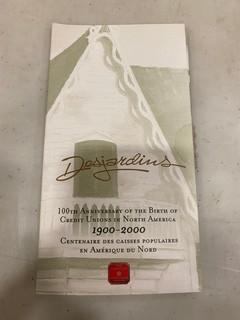 Desjardins
100th Anniversary of the Birth of
Credit Unions in North America
1900-2000
Centenaire des caisses populaires
en Amérique du Nord